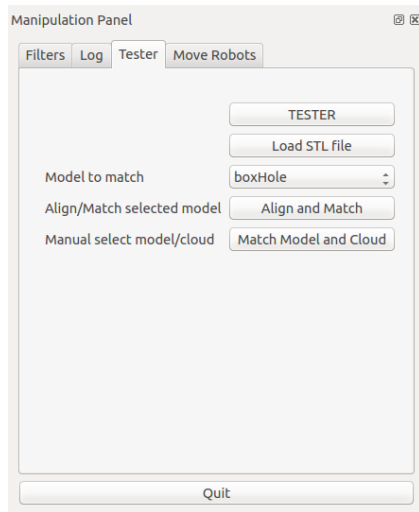 Manipulation Panel
Filters Log Tester Move Robots
TESTER
Load STL file
Model to match boxHole
Align/Match selected model Align and Match
Manual select model/cloud Match Model and Cloud
Quit